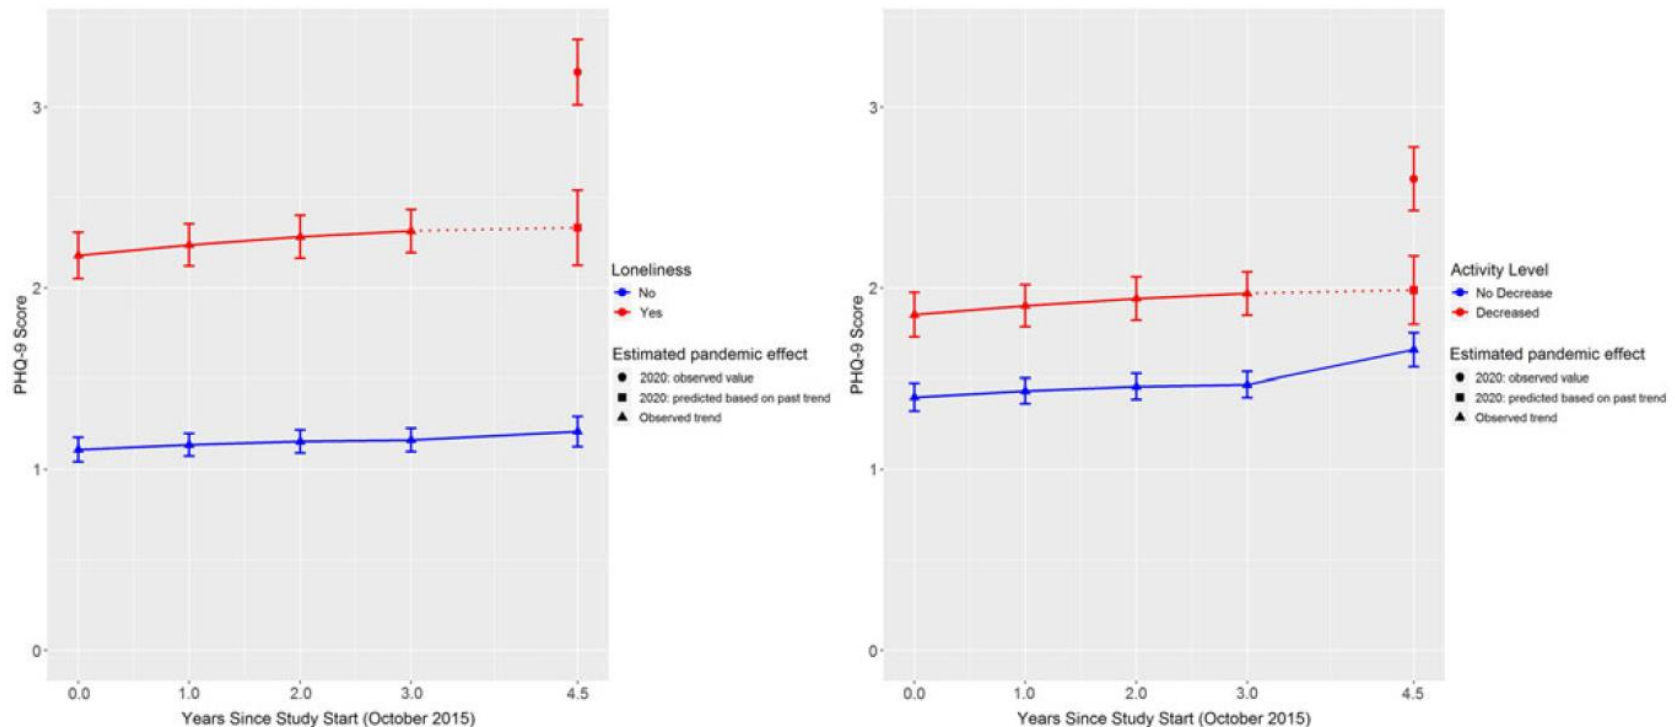 3
2
1
0
PHQ-9 Score
0.0 1.0 2.0 3.0 4.5
Years Since Study Start (October 2015)
Loneliness
No
Yes
Estimated pandemic effect
2020: observed value
2020: predicted based on past trend
Observed trend
3
2
1
0
PHQ-9 Score
0.0 1.0 2.0 3.0 4.5
Years Since Study Start (October 2015)
Activity Level
No Decrease
Decreased
Estimated pandemic effect
2020: observed value
2020: predicted based on past trend
Observed trend